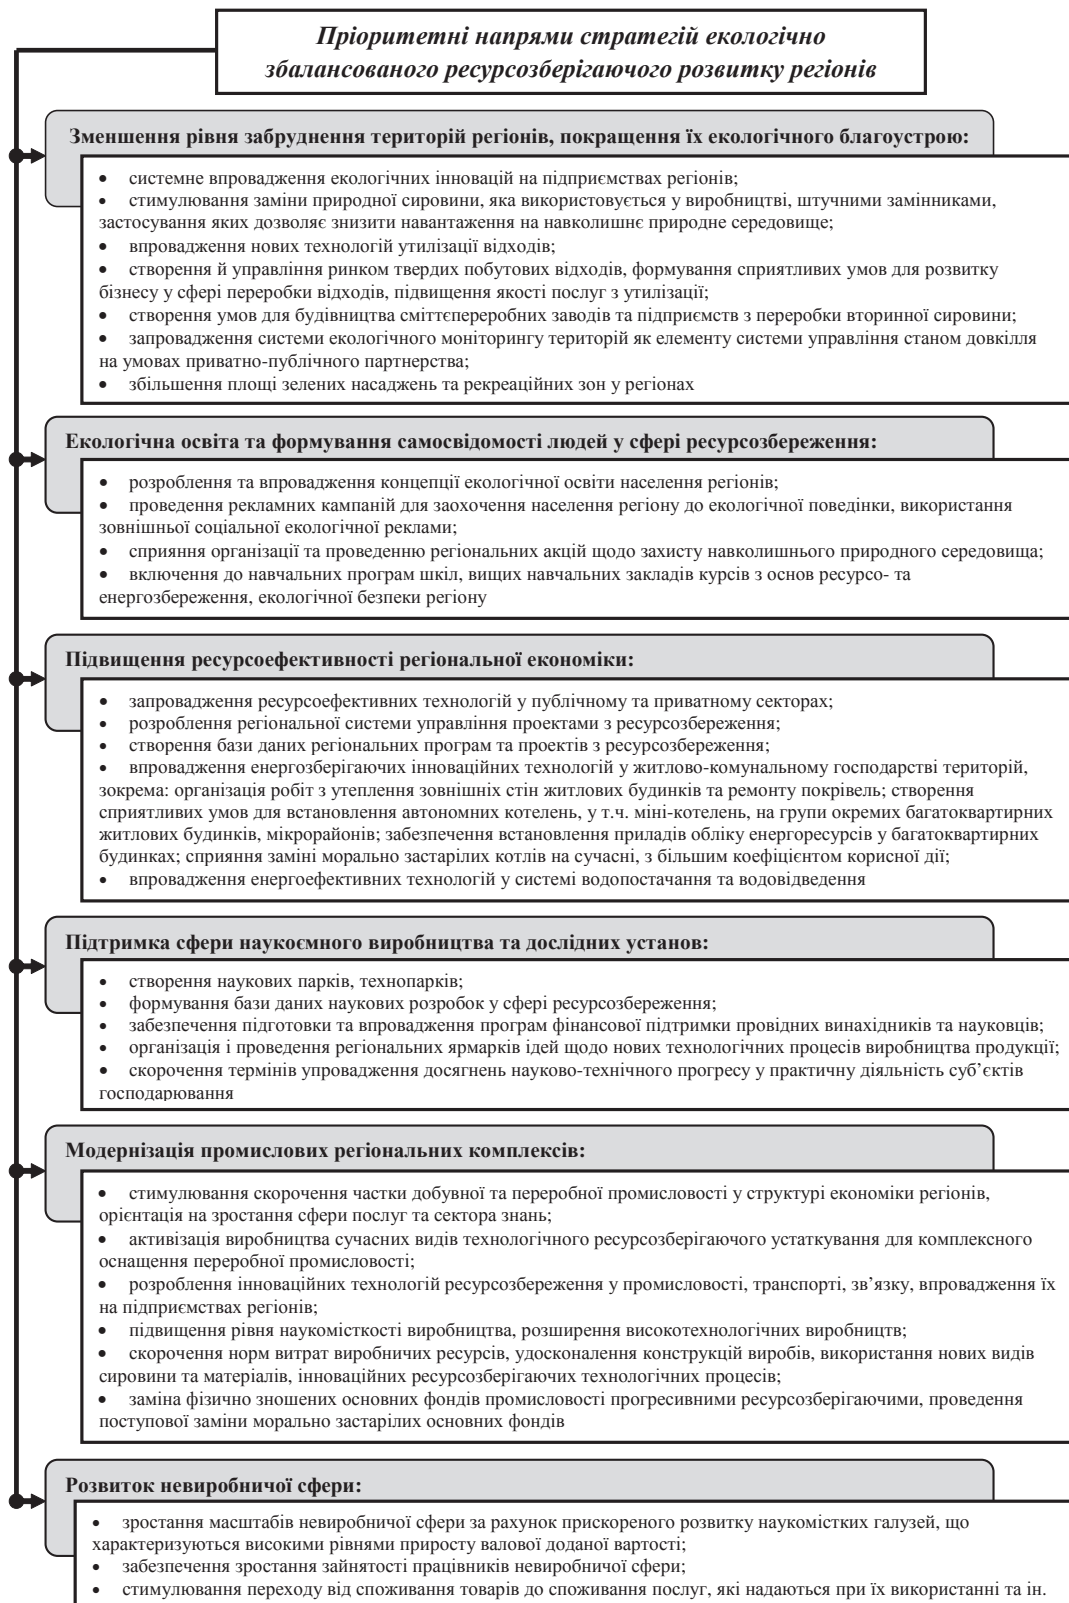 Пріоритетні напрями стратегій екологічно
збалансованого ресурсозберігаючого розвитку регіонів
Зменшення рівня забруднення територій регіонів, покращення їх екологічного благоустрою:
• системне впровадження екологічних інновацій на підприємствах регіонів;
• стимулювання заміни природної сировини, яка використовується у виробництві, штучними замінниками,
застосування яких дозволяє знизити навантаження на навколишнє природне середовище;
• впровадження нових технологій утилізації відходів;
• створення й управління ринком твердих побутових відходів, формування сприятливих умов для розвитку
бізнесу у сфері переробки відходів, підвищення якості послуг з утилізації;
• створення умов для будівництва сміттєпереробних заводів та підприємств з переробки вторинної сировини;
• запровадження системи екологічного моніторингу територій як елементу системи управління станом довкілля
на умовах приватно-публічного партнерства;
• збільшення площі зелених насаджень та рекреаційних зон у регіонах
Екологічна освіта та формування самосвідомості людей у сфері ресурсозбереження:
• розроблення та впровадження концепції екологічної освіти населення регіонів;
• проведення рекламних кампаній для заохочення населення регіону до екологічної поведінки, використання
зовнішньої соціальної екологічної реклами;
• сприяння організації та проведенню регіональних акцій щодо захисту навколишнього природного середовища;
• включення до навчальних програм шкіл, вищих навчальних закладів курсів з основ ресурсо- та
енергозбереження, екологічної безпеки регіону
Підвищення ресурсоефективності регіональної економіки:
• запровадження ресурсоефективних технологій у публічному та приватному секторах;
• розроблення регіональної системи управління проектами з ресурсозбереження;
• створення бази даних регіональних програм та проектів з ресурсозбереження;
• впровадження енергозберігаючих інноваційних технологій у житлово-комунальному господарстві територій,
зокрема: організація робіт з утеплення зовнішніх стін житлових будинків та ремонту покрівель; створення
сприятливих умов для встановлення автономних котелень, у т.ч. міні-котелень, на групи окремих багатоквартирних
житлових будинків, мікрорайонів; забезпечення встановлення приладів обліку енергоресурсів у багатоквартирних
будинках; сприяння заміні морально застарілих котлів на сучасні, з більшим коефіцієнтом корисної дії;
• впровадження енергоефективних технологій у системі водопостачання та водовідведення
Підтримка сфери наукоємного виробництва та дослідних установ:
• створення наукових парків, технопарків;
• формування бази даних наукових розробок у сфері ресурсозбереження;
• забезпечення підготовки та впровадження програм фінансової підтримки провідних винахідників та науковців;
• організація і проведення регіональних ярмарків ідей щодо нових технологічних процесів виробництва продукції;
• скорочення термінів упровадження досягнень науково-технічного прогресу у практичну діяльність суб’єктів
господарювання
Модернізація промислових регіональних комплексів:
• стимулювання скорочення частки добувної та переробної промисловості у структурі економіки регіонів,
орієнтація на зростання сфери послуг та сектора знань;
• активізація виробництва сучасних видів технологічного ресурсозберігаючого устаткування для комплексного
оснащення переробної промисловості;
• розроблення інноваційних технологій ресурсозбереження у промисловості, транспорті, зв’язку, впровадження їх
на підприємствах регіонів;
• підвищення рівня наукомісткості виробництва, розширення високотехнологічних виробництв;
• скорочення норм витрат виробничих ресурсів, удосконалення конструкцій виробів, використання нових видів
сировини та матеріалів, інноваційних ресурсозберігаючих технологічних процесів;
• заміна фізично зношених основних фондів промисловості прогресивними ресурсозберігаючими, проведення
поступової заміни морально застарілих основних фондів
Розвиток невиробничої сфери:
• зростання масштабів невиробничої сфери за рахунок прискореного розвитку наукомістких галузей, що
характеризуються високими рівнями приросту валової доданої вартості;
• забезпечення зростання зайнятості працівників невиробничої сфери;
• стимулювання переходу від споживання товарів до споживання послуг, які надаються при їх використанні та ін.